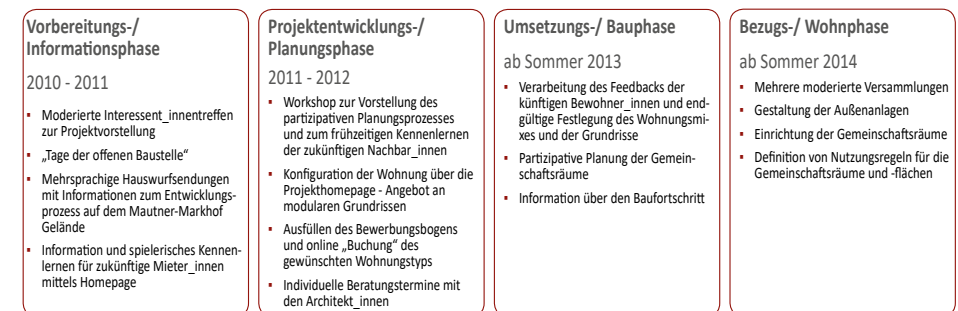 Vorbereitungs-/
Informationsphase
2010 - 2011
▪ Moderierte Interessent_innentreffen
zur Projektvorstellung
▪ „Tage der offenen Baustelle“
▪ Mehrsprachige Hauswurfsendungen
mit Informationen zum Entwicklungs-
prozess auf dem Mautner-Markhof
Gelände
▪ Information und spielerisches Kennen-
lernen für zukünftige Mieter_innen
mittels Homepage
Projektentwicklungs-/
Planungsphase
2011 - 2012
▪ Workshop zur Vorstellung des
partizipativen Planungsprozesses
und zum frühzeitigen Kennenlernen
der zukünftigen Nachbar_innen
▪ Konfiguration der Wohnung über die
Projekthomepage - Angebot an
modularen Grundrissen
▪ Ausfüllen des Bewerbungsbogens
und online „Buchung“ des
gewünschten Wohnungstyps
▪ Individuelle Beratungstermine mit
den Architekt_innen
Umsetzungs-/ Bauphase
ab Sommer 2013
▪ Verarbeitung des Feedbacks der
künftigen Bewohner_innen und end-
gültige Festlegung des Wohnungsmi-
xes und der Grundrisse
▪ Partizipative Planung der Gemein-
schaftsräume
▪ Information über den Baufortschritt
Bezugs-/ Wohnphase
ab Sommer 2014
▪ Mehrere moderierte Versammlungen
▪ Gestaltung der Außenanlagen
▪ Einrichtung der Gemeinschaftsräume
▪ Definition von Nutzungsregeln für die
Gemeinschaftsräume und -flächen